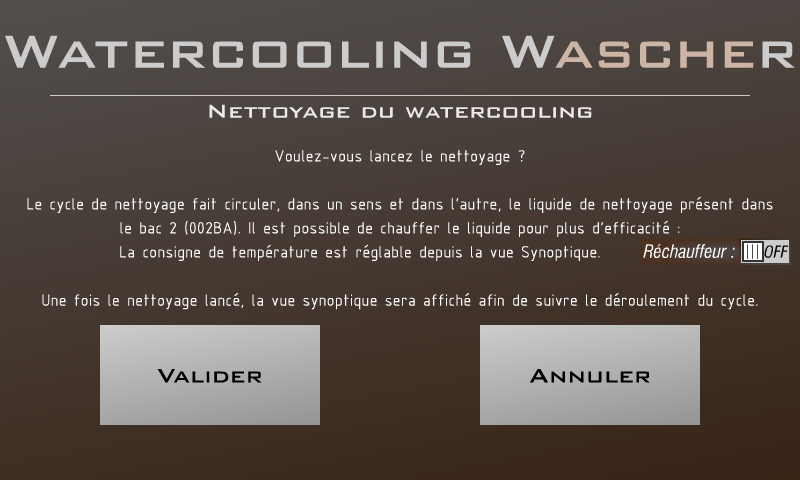 Watercooling Wascher
Nettoyage du watercooling
Voulez-vous lancez le nettoyage ?
Le cycle de nettoyage fait circuler, dans un sens et dans l'autre, le liquide de nettoyage présent dans
le bac 2 (002BA). Il est possible de chauffer le liquide pour plus d'efficacité :
La consigne de température est réglable depuis la vue Synoptique.
Réchauffeur : OFF
Une fois le nettoyage lancé, la vue synoptique sera affiché afin de suivre le déroulement du cycle.
Valider
Annuler